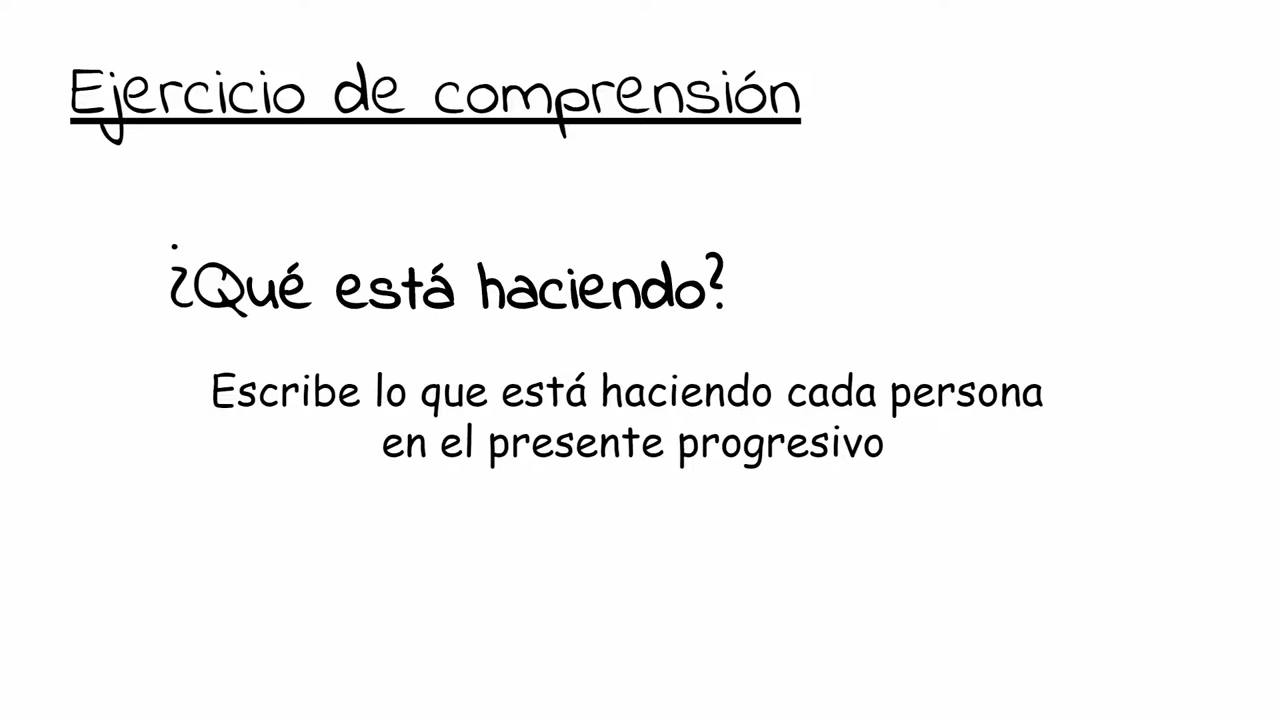 Ejercicio de comprensión
¿Qué está haciendo?
Escribe lo que está haciendo cada persona
en el presente progresivo